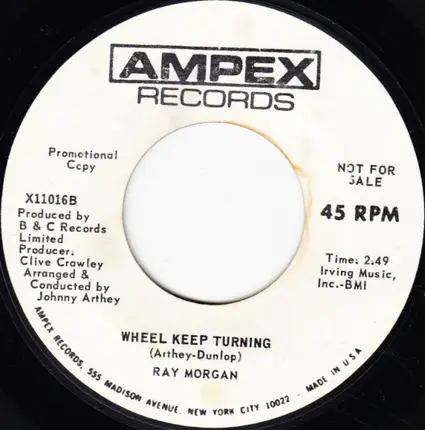 AMPEX
RECORDS
Promotional
Copy
NOT FOR
SALE
X11016B
Produced by
B & C Records
Limited
Producer:
Clive Crawley
Arranged &
Conducted by
Johnny Arthey
45 RPM
Time: 2.49
Irving Music,
Inc.-BMI
WHEEL KEEP TURNING
(Arthey-Dunlop)
RAY MORGAN
AMPEX RECORDS, 555 MADISON AVENUE, NEW YORK CITY 10022 · MADE IN U.S.A